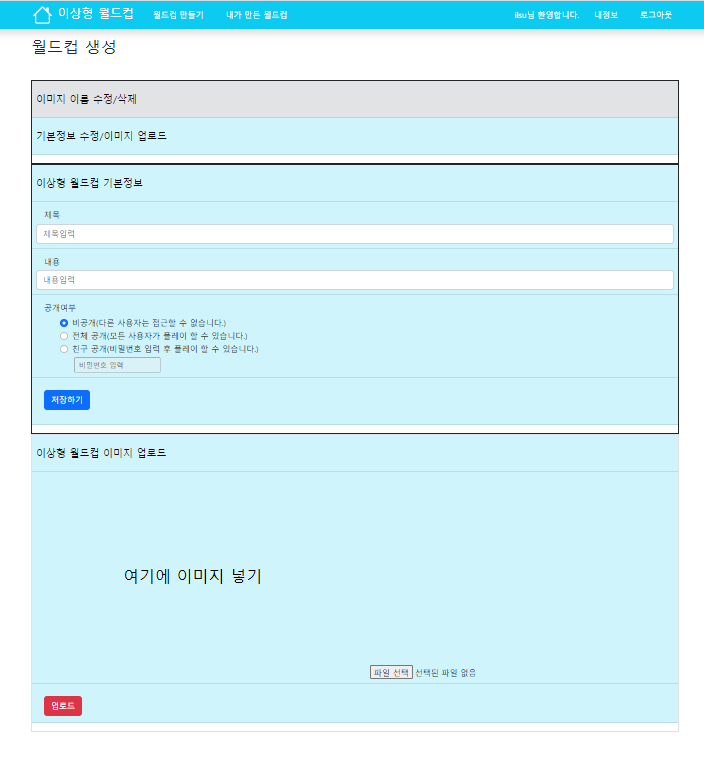 이상형 월드컵 월드컵 만들기 내가 만든 월드컵 ilsu님 환영합니다. 내정보 로그아웃
월드컵 생성
이미지 이름 수정/삭제
기본정보 수정/이미지 업로드
이상형 월드컵 기본정보
제목
제목입력
내용
내용입력
공개여부
비공개(다른 사용자는 접근할 수 없습니다.)
전체 공개(모든 사용자가 플레이 할 수 있습니다.)
친구 공개(비밀번호 입력 후 플레이 할 수 있습니다.)
비밀번호 입력
저장하기
이상형 월드컵 이미지 업로드
여기에 이미지 넣기
파일 선택 선택된 파일 없음
업로드